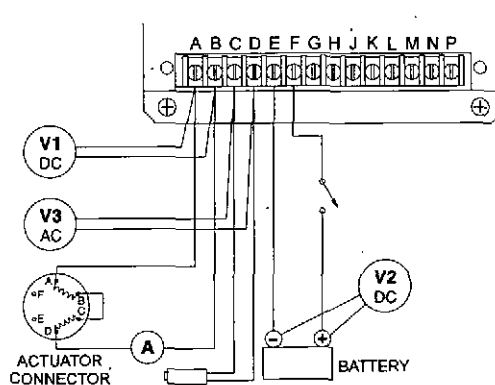 A B C D E F G H J K L M N P
V1
DC
V3
AC
A
F
B
C
E
D
A
V2
DC
− +
ACTUATOR
CONNECTOR
BATTERY